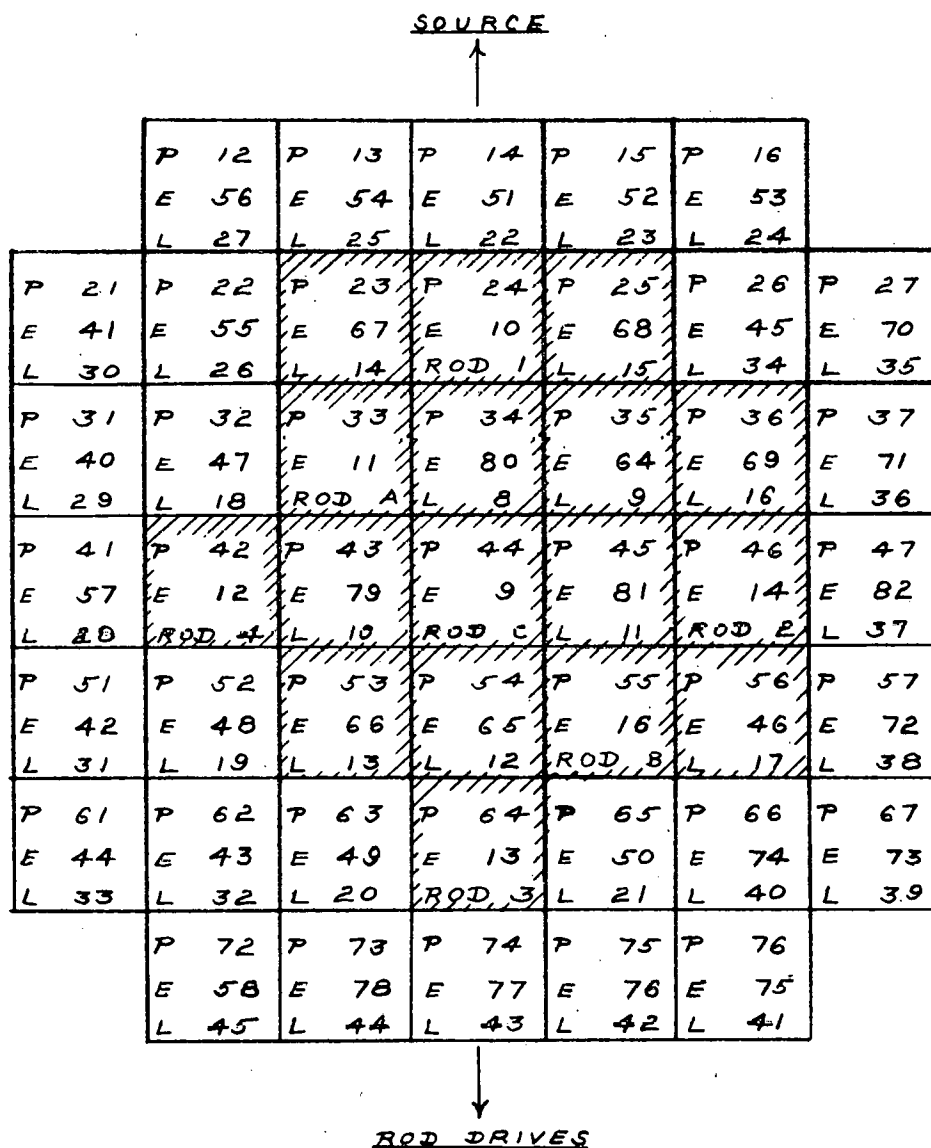 SOURCE
P 12 P 13 P 14 P 15 P 16
E 56 E 54 E 51 E 52 E 53
L 27 L 25 L 22 L 23 L 24
P 21 P 22 P 23 P 24 P 25 P 26 P 27
E 41 E 55 E 67 E 10 E 68 E 45 E 70
L 30 L 26 L 14 ROD 1 L 15 L 34 L 35
P 31 P 32 P 33 P 34 P 35 P 36 P 37
E 40 E 47 E 11 E 80 E 64 E 69 E 71
L 29 L 18 ROD A L 8 L 9 L 16 L 36
P 41 P 42 P 43 P 44 P 45 P 46 P 47
E 57 E 12 E 79 E 9 E 81 E 14 E 82
L 28 ROD 4 L 10 ROD C L 11 ROD 2 L 37
P 51 P 52 P 53 P 54 P 55 P 56 P 57
E 42 E 48 E 66 E 65 E 16 E 46 E 72
L 31 L 19 L 13 L 12 ROD B L 17 L 38
P 61 P 62 P 63 P 64 P 65 P 66 P 67
E 44 E 43 E 49 E 13 E 50 E 74 E 73
L 33 L 32 L 20 ROD 3 L 21 L 40 L 39
P 72 P 73 P 74 P 75 P 76
E 58 E 78 E 77 E 76 E 75
L 45 L 44 L 43 L 42 L 41
ROD DRIVES